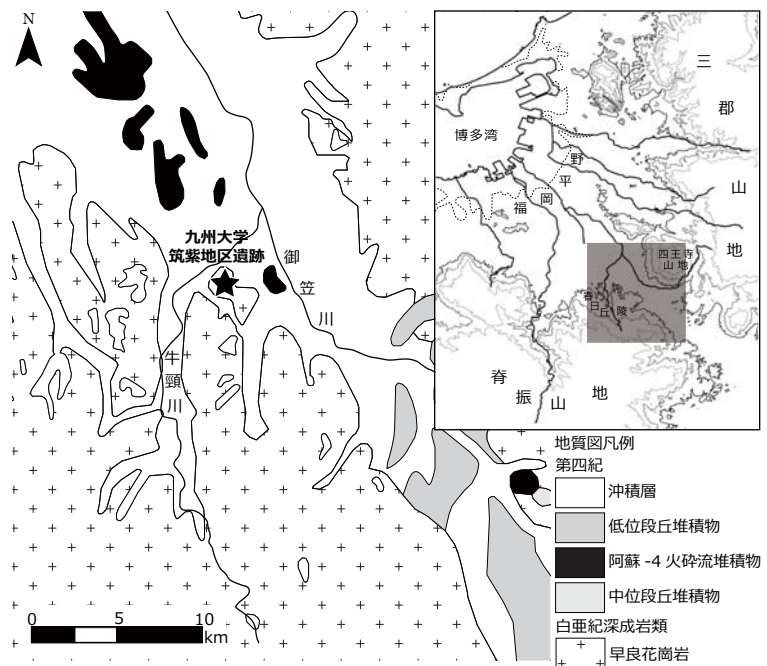 N
九州大学
筑紫地区遺跡
御
笠
川
牛
頸
川
0 5 10
km
博多湾
三
郡
山
地
福
岡
平
野
四王寺
山地
春
日
丘
陵
脊
振
山
地
地質図凡例
第四紀
沖積層
低位段丘堆積物
阿蘇 -4 火砕流堆積物
中位段丘堆積物
白亜紀深成岩類
早良花崗岩